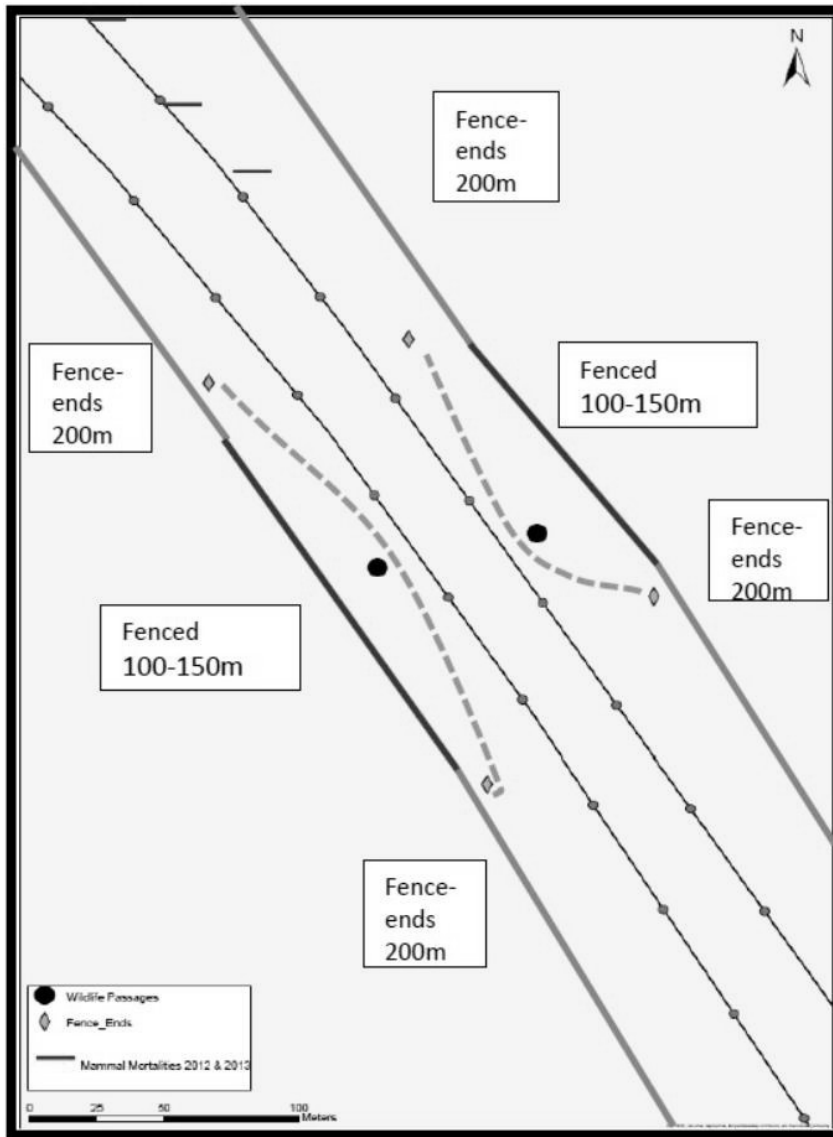 N
Fence-
ends
200m
Fenced
100-150m
Fence-
ends
200m
Fence-
ends
200m
Fenced
100-150m
Fence-
ends
200m
Wildlife Passages
Fence_Ends
Mammal Mortalities 2012 & 2013
0 25 50 100
Meters